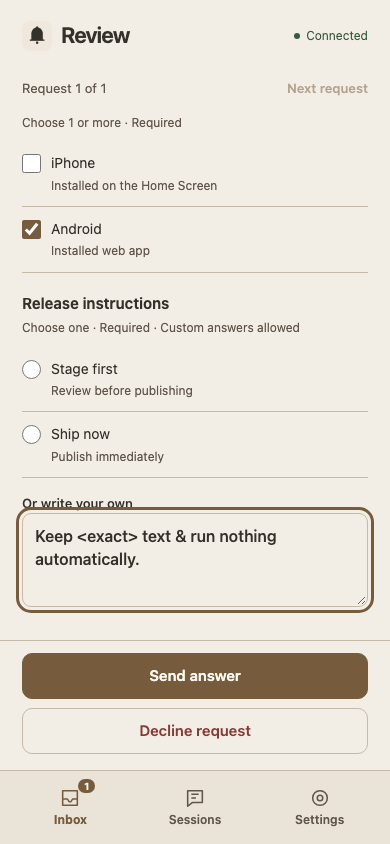 Review
Connected
Request 1 of 1
Next request
Choose 1 or more · Required
iPhone
Installed on the Home Screen
Android
Installed web app
Release instructions
Choose one · Required · Custom answers allowed
Stage first
Review before publishing
Ship now
Publish immediately
Or write your own
Keep <exact> text & run nothing
automatically.
Send answer
Decline request
1
Inbox
Sessions
Settings